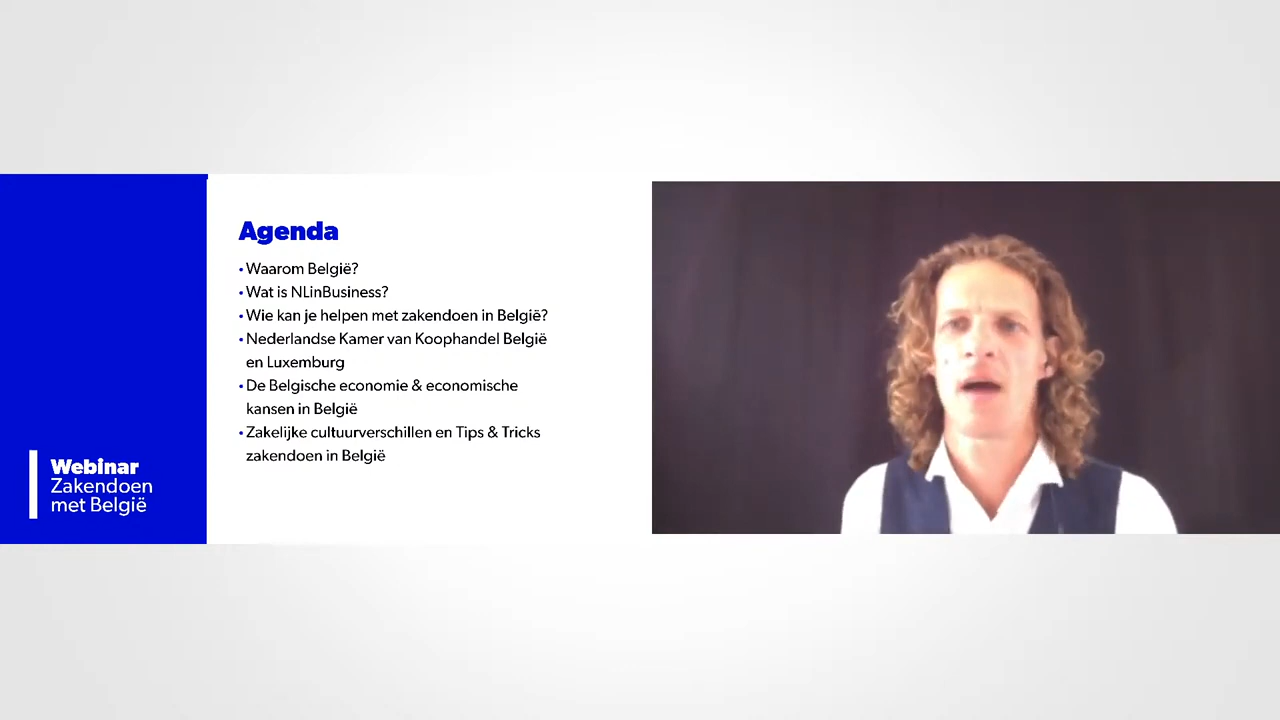 Agenda
• Waarom België?
• Wat is NLinBusiness?
• Wie kan je helpen met zakendoen in België?
• Nederlandse Kamer van Koophandel België
en Luxemburg
• De Belgische economie & economische
kansen in België
• Zakelijke cultuurverschillen en Tips & Tricks
zakendoen in België
Webinar
Zakendoen
met België